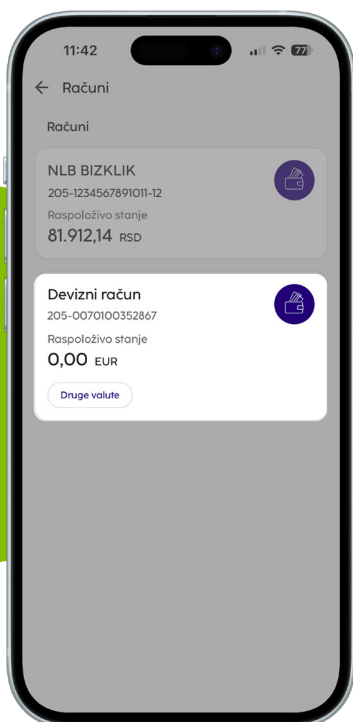 11:42
77
Računi
Računi
NLB BIZKLIK
205-1234567891011-12
Raspoloživo stanje
81.912,14 RSD
Devizni račun
205-0070100352867
Raspoloživo stanje
0,00 EUR
Druge valute